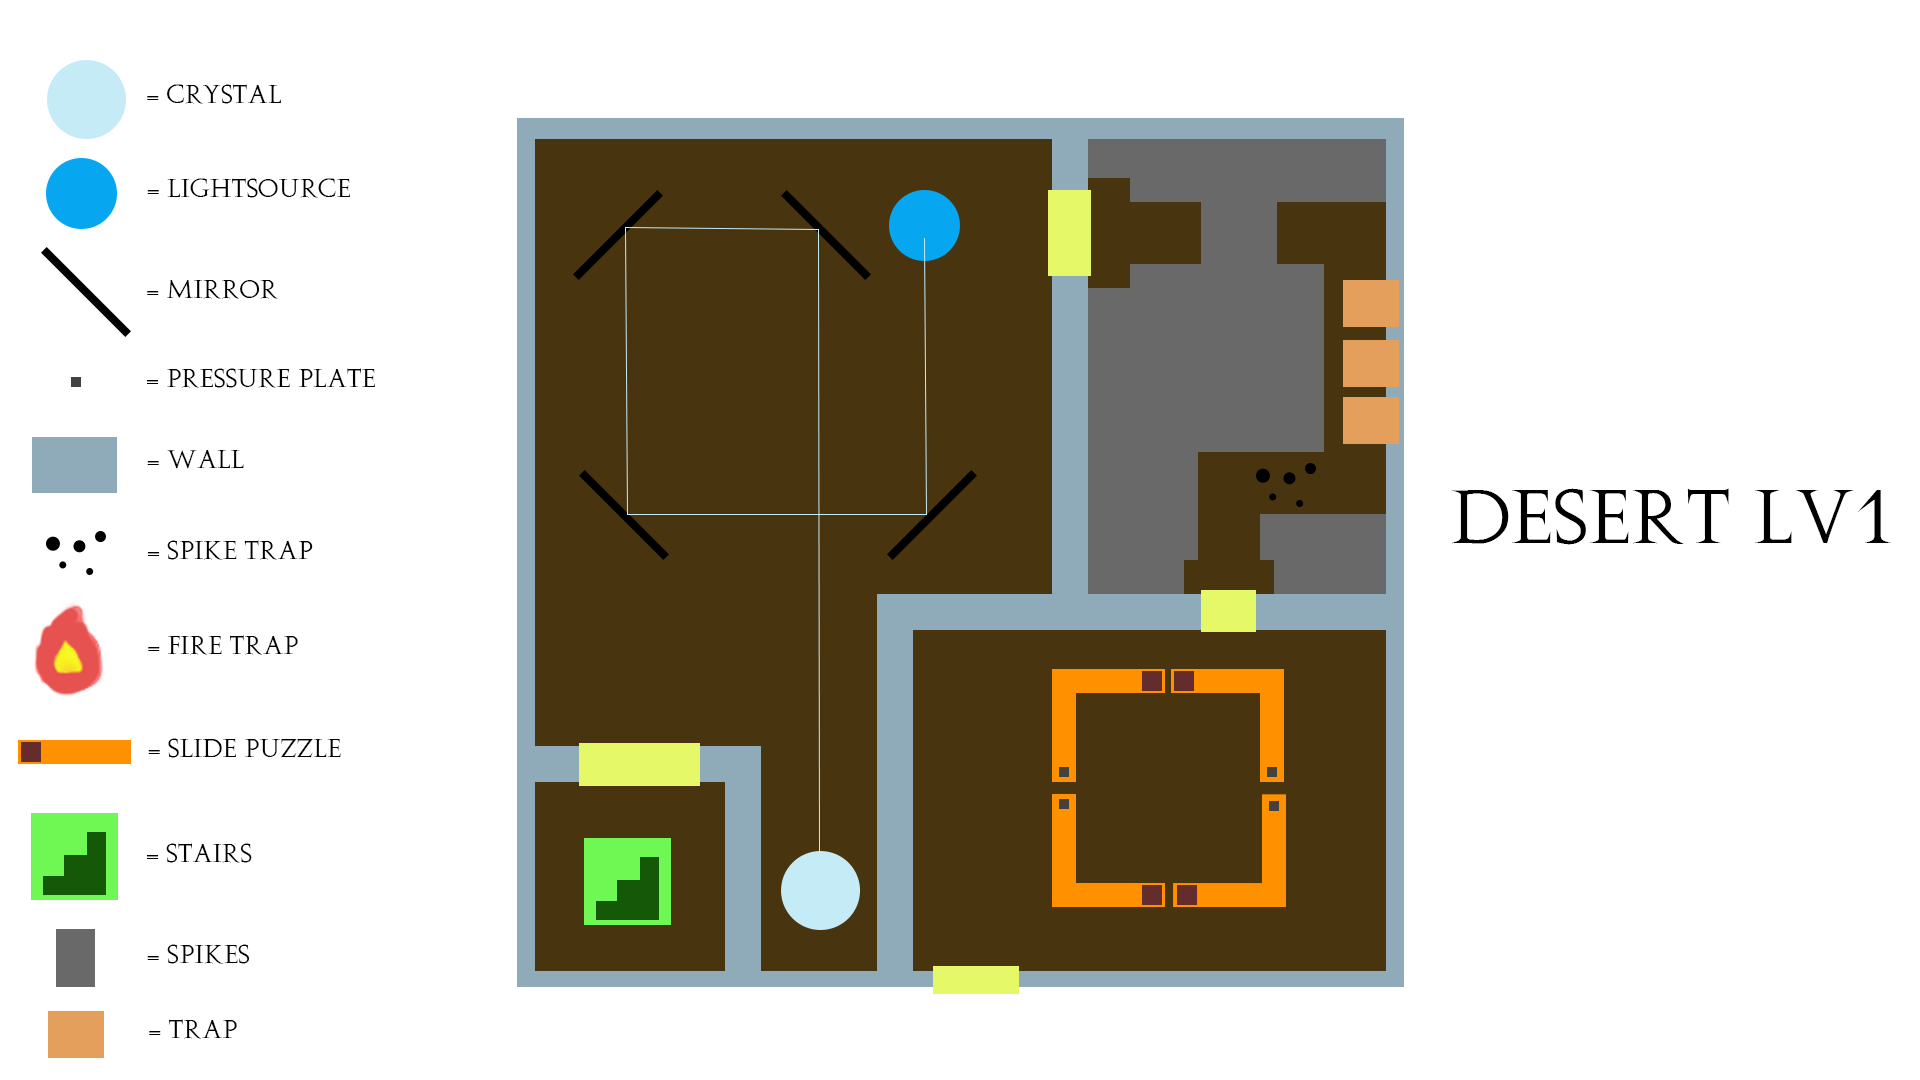 = CRYSTAL
= LIGHTSOURCE
= MIRROR
= PRESSURE PLATE
= WALL
= SPIKE TRAP
= FIRE TRAP
= SLIDE PUZZLE
= STAIRS
= SPIKES
= TRAP
DESERT LV1